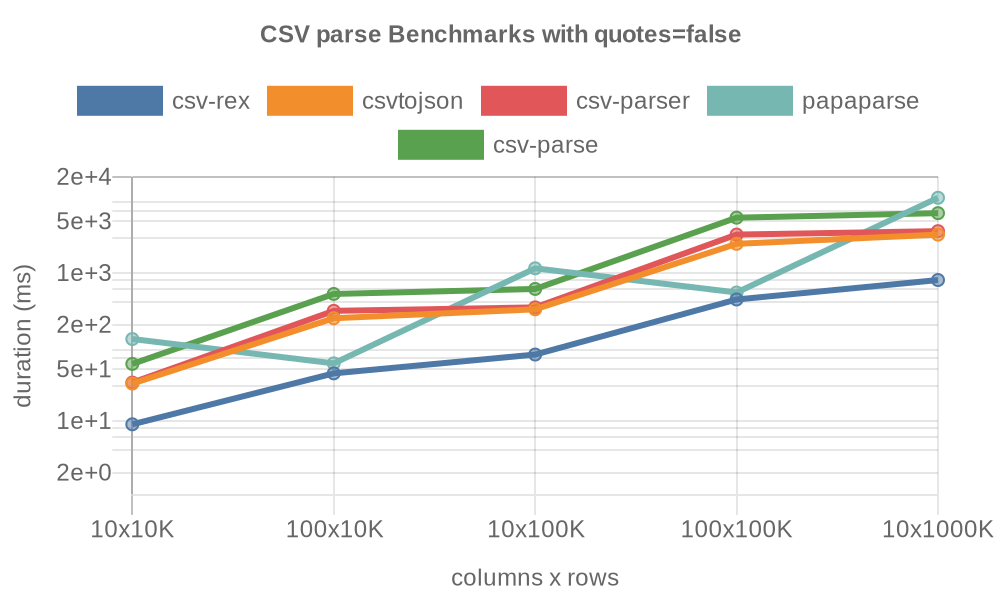 CSV parse Benchmarks with quotes=false
csv-rex csvtojson csv-parser papaparse
csv-parse
2e+4
5e+3
1e+3
2e+2
5e+1
1e+1
2e+0
duration (ms)
10x10K 100x10K 10x100K 100x100K 10x1000K
columns x rows